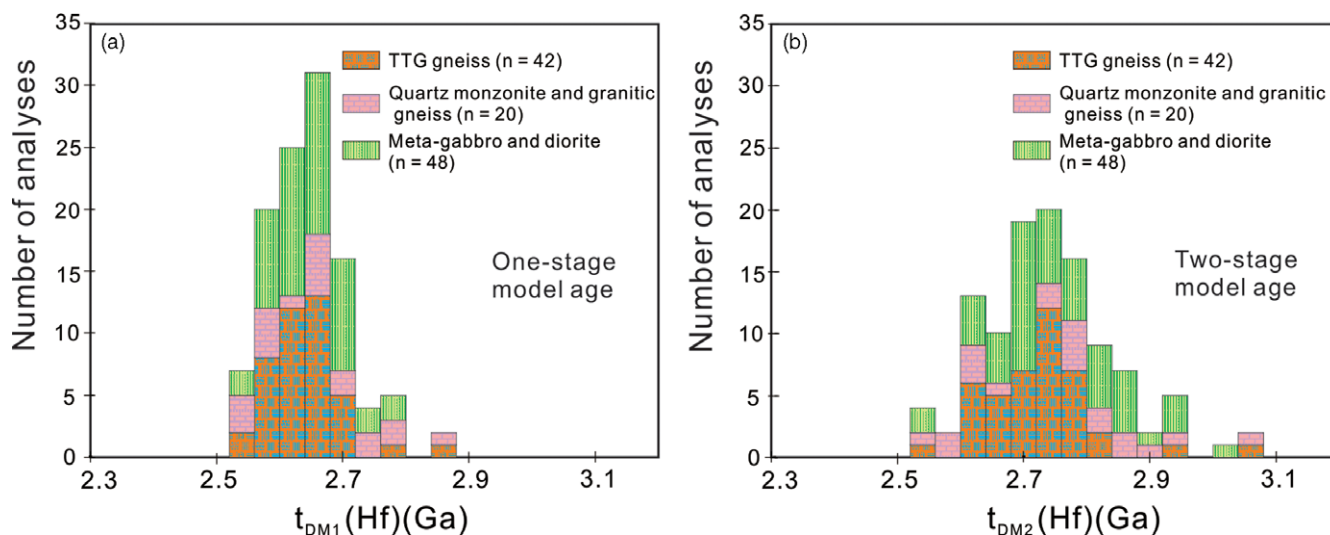 (a)
Number of analyses
35
30
25
20
15
10
5
0
TTG gneiss (n = 42)
Quartz monzonite and granitic
gneiss (n = 20)
Meta-gabbro and diorite
(n = 48)
One-stage
model age
2.3 2.5 2.7 2.9 3.1
tDM1(Hf)(Ga)
(b)
Number of analyses
35
30
25
20
15
10
5
0
TTG gneiss (n = 42)
Quartz monzonite and granitic
gneiss (n = 20)
Meta-gabbro and diorite
(n = 48)
Two-stage
model age
2.3 2.5 2.7 2.9 3.1
tDM2(Hf)(Ga)